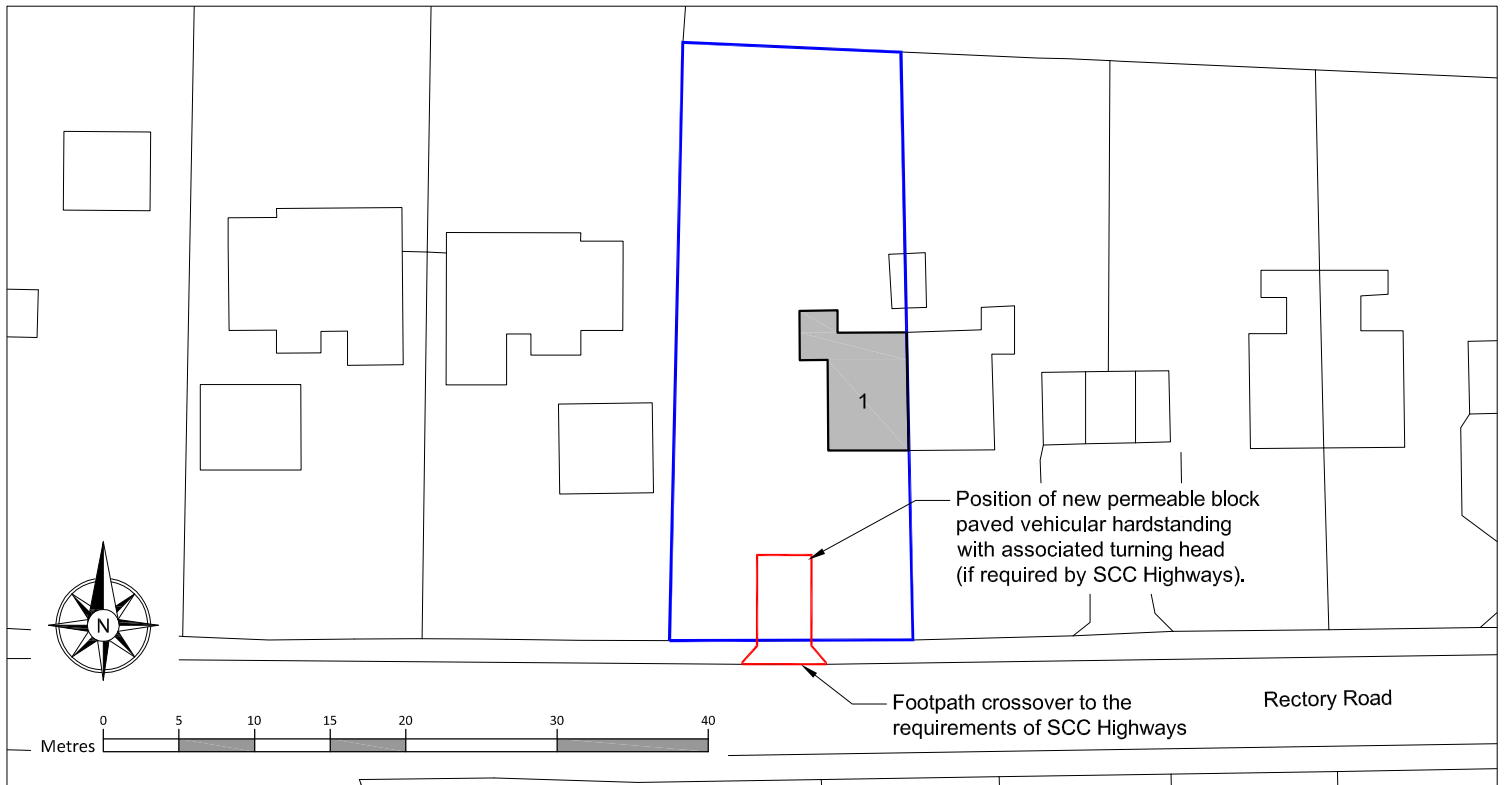 1
Position of new permeable block
paved vehicular hardstanding
with associated turning head
(if required by SCC Highways).
N
Footpath crossover to the
requirements of SCC Highways
Rectory Road
0 5 10 15 20 30 40
Metres